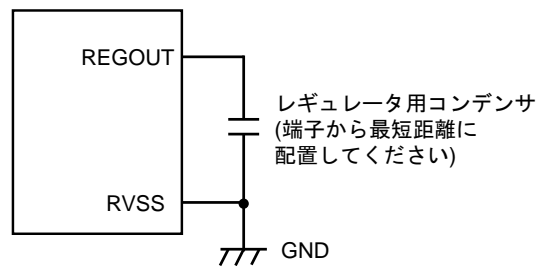 REGOUT
レギュレータ用コンデンサ
(端子から最短距離に
配置してください)
RVSS
GND